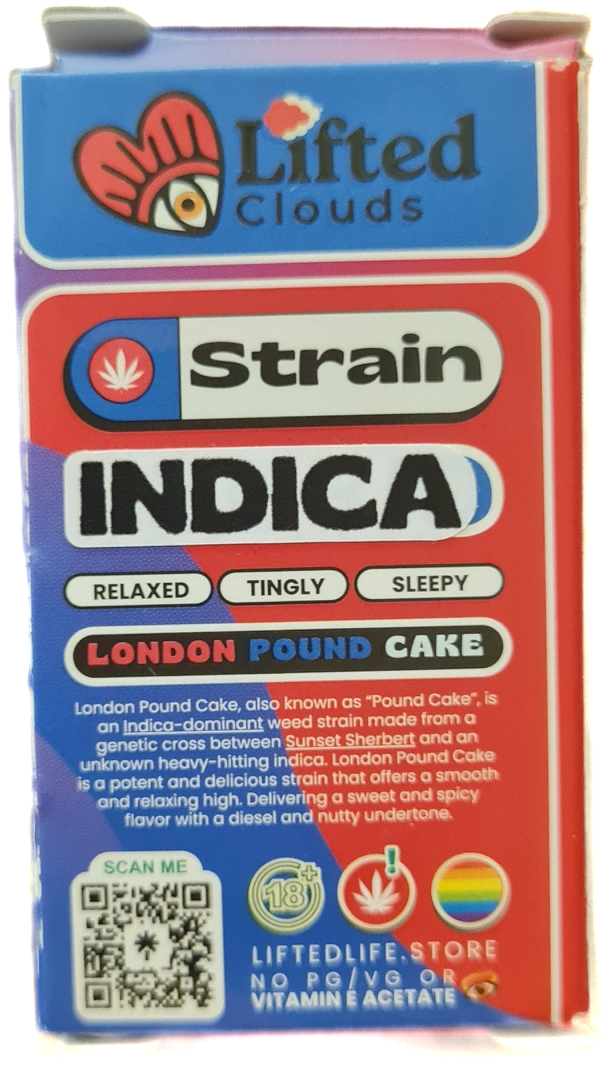 Lifted
Clouds
Strain
INDICA
RELAXED TINGLY SLEEPY
LONDON POUND CAKE
London Pound Cake, also known as "Pound Cake", is
an Indica-dominant weed strain made from a
genetic cross between Sunset Sherbert and an
unknown heavy-hitting indica. London Pound Cake
is a potent and delicious strain that offers a smooth
and relaxing high. Delivering a sweet and spicy
flavor with a diesel and nutty undertone.
SCAN ME
18+
!
LIFTEDLIFE.STORE
NO PG/VG OR
VITAMIN E ACETATE